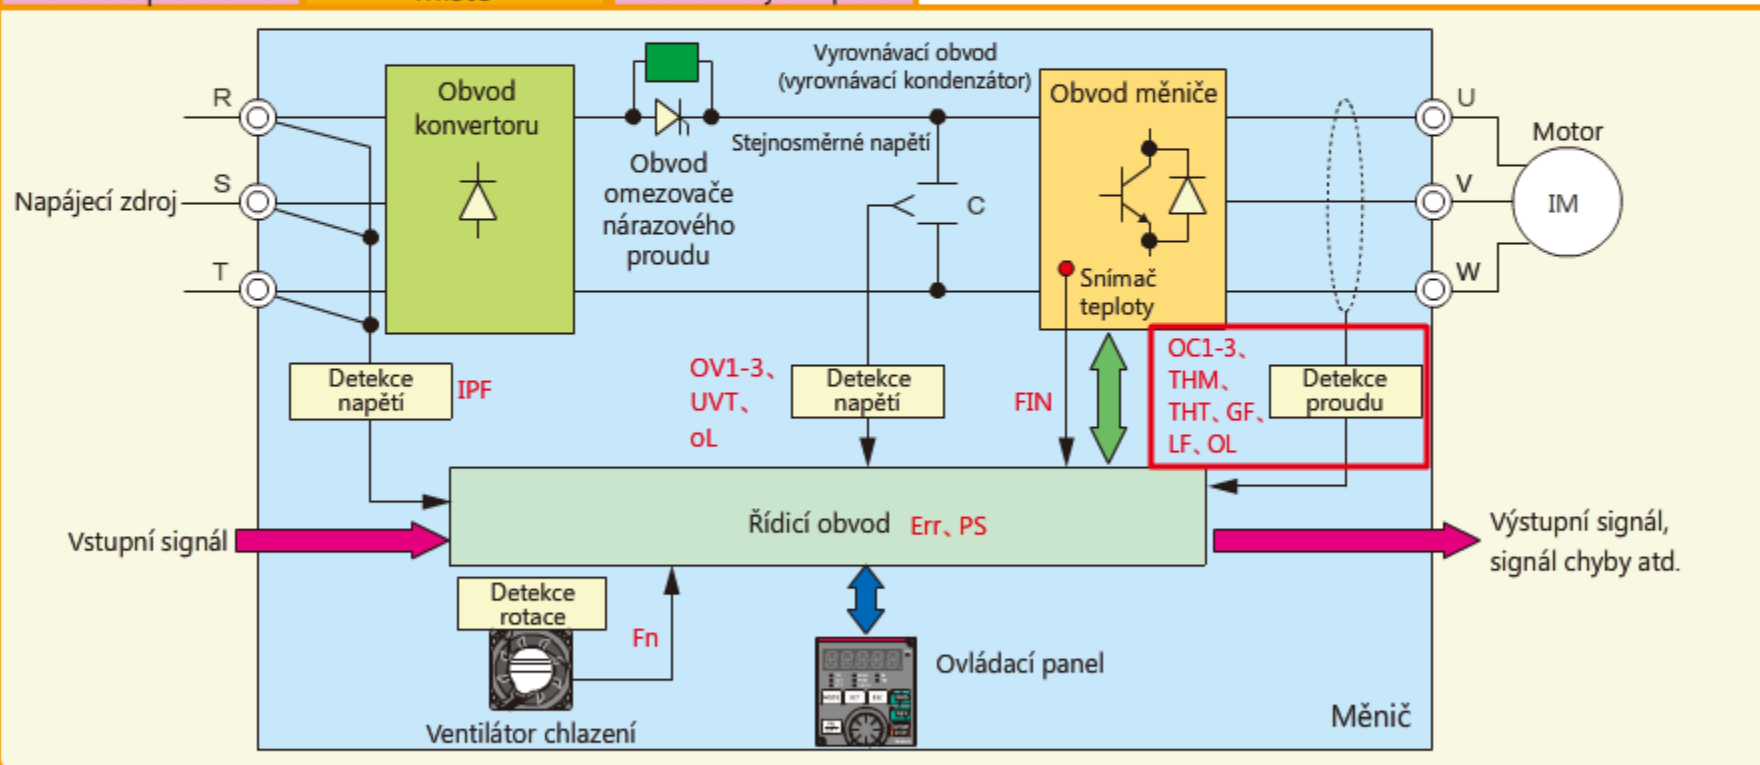 R
S
T
Napájecí zdroj
Obvod
konvertoru
Obvod
omezovače
nárazového
proudu
Vyrovnávací obvod
(vyrovnávací kondenzátor)
Stejnosměrné napětí
C
Obvod měniče
Snímač
teploty
U
V
W
Motor
IM
Detekce
napětí
IPF
OV1-3、
UVT、
oL
Detekce
napětí
FIN
OC1-3、
THM、
THT、GF、
LF、OL
Detekce
proudu
Vstupní signál
Řídicí obvod Err、PS
Výstupní signál,
signál chyby atd.
Detekce
rotace
Fn
Ventilátor chlazení
Ovládací panel
Měnič